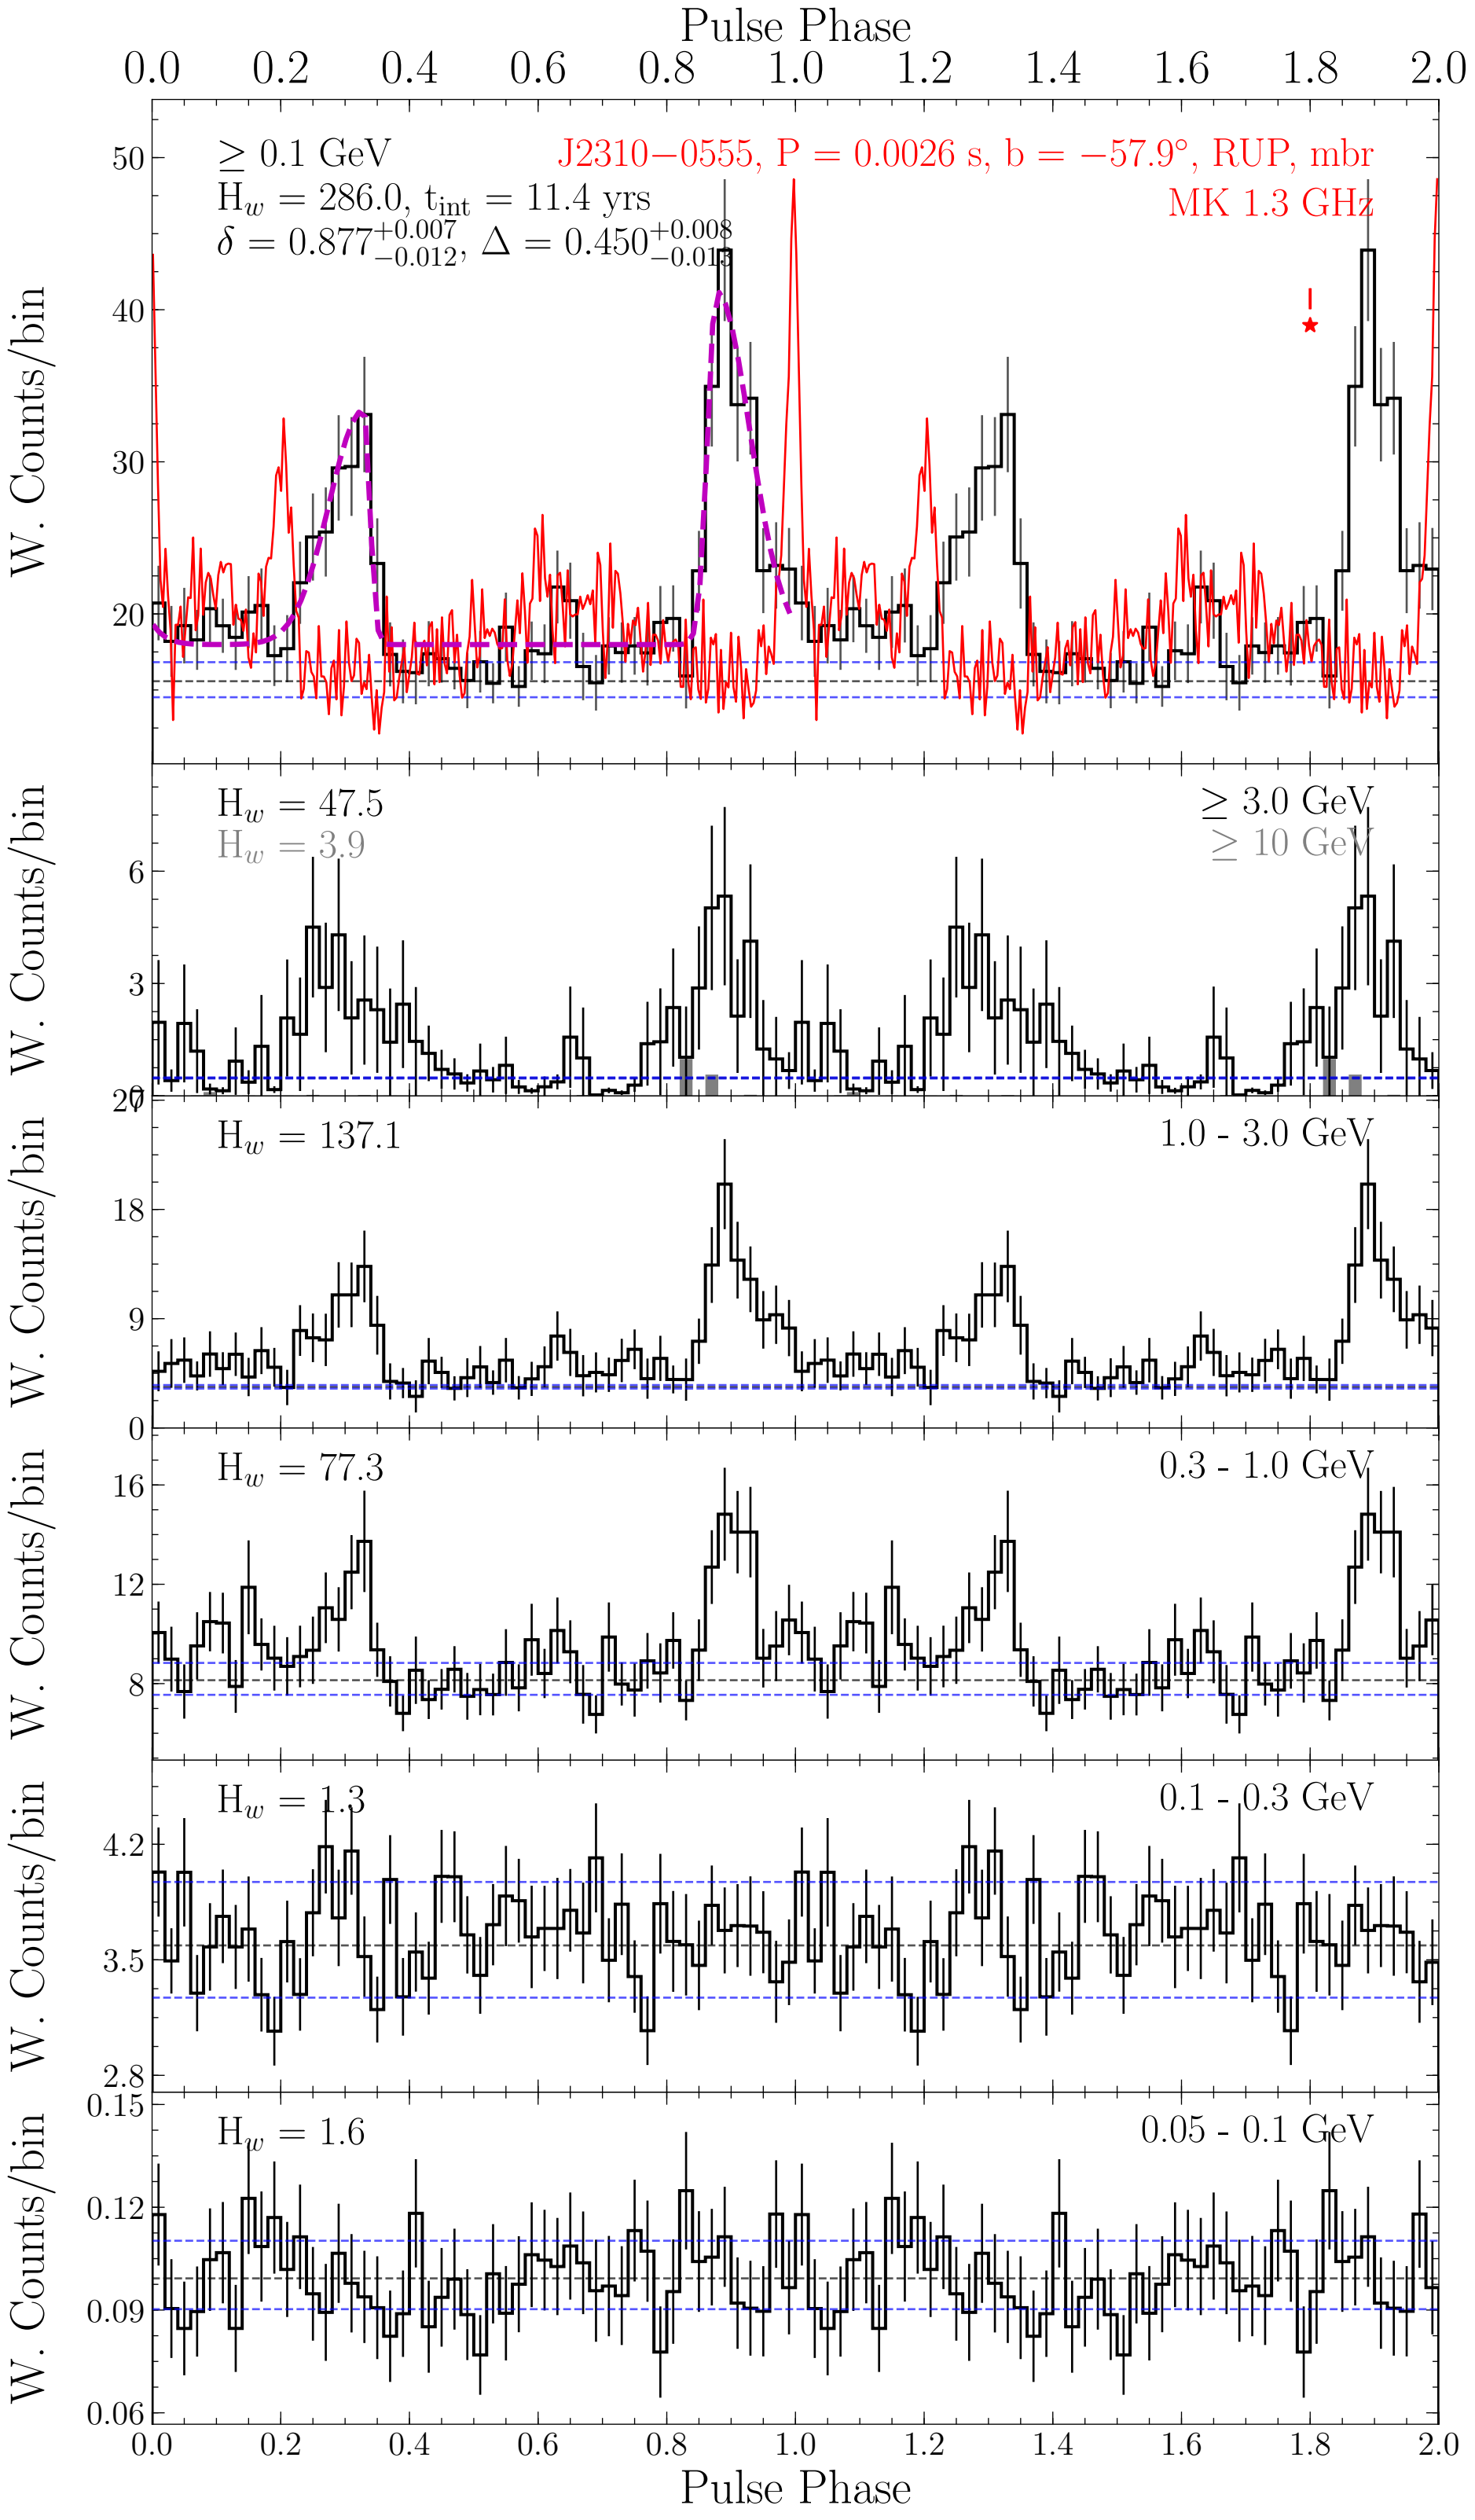 Pulse Phase
0.0 0.2 0.4 0.6 0.8 1.0 1.2 1.4 1.6 1.8 2.0
≥ 0.1 GeV
J2310−0555, P = 0.0026 s, b = −57.9°, RUP, mbr
H_w = 286.0, t_int = 11.4 yrs
MK 1.3 GHz
δ = 0.877^{+0.007}_{−0.012}, Δ = 0.450^{+0.008}_{−0.013}
50
40
30
20
W. Counts/bin
H_w = 47.5
≥ 3.0 GeV
H_w = 3.9
≥ 10 GeV
6
3
0
W. Counts/bin
20
H_w = 137.1
1.0 - 3.0 GeV
18
9
0
W. Counts/bin
H_w = 77.3
0.3 - 1.0 GeV
16
12
8
W. Counts/bin
H_w = 1.3
0.1 - 0.3 GeV
4.2
3.5
2.8
W. Counts/bin
0.15
H_w = 1.6
0.05 - 0.1 GeV
0.12
0.09
0.06
W. Counts/bin
0.0 0.2 0.4 0.6 0.8 1.0 1.2 1.4 1.6 1.8 2.0
Pulse Phase